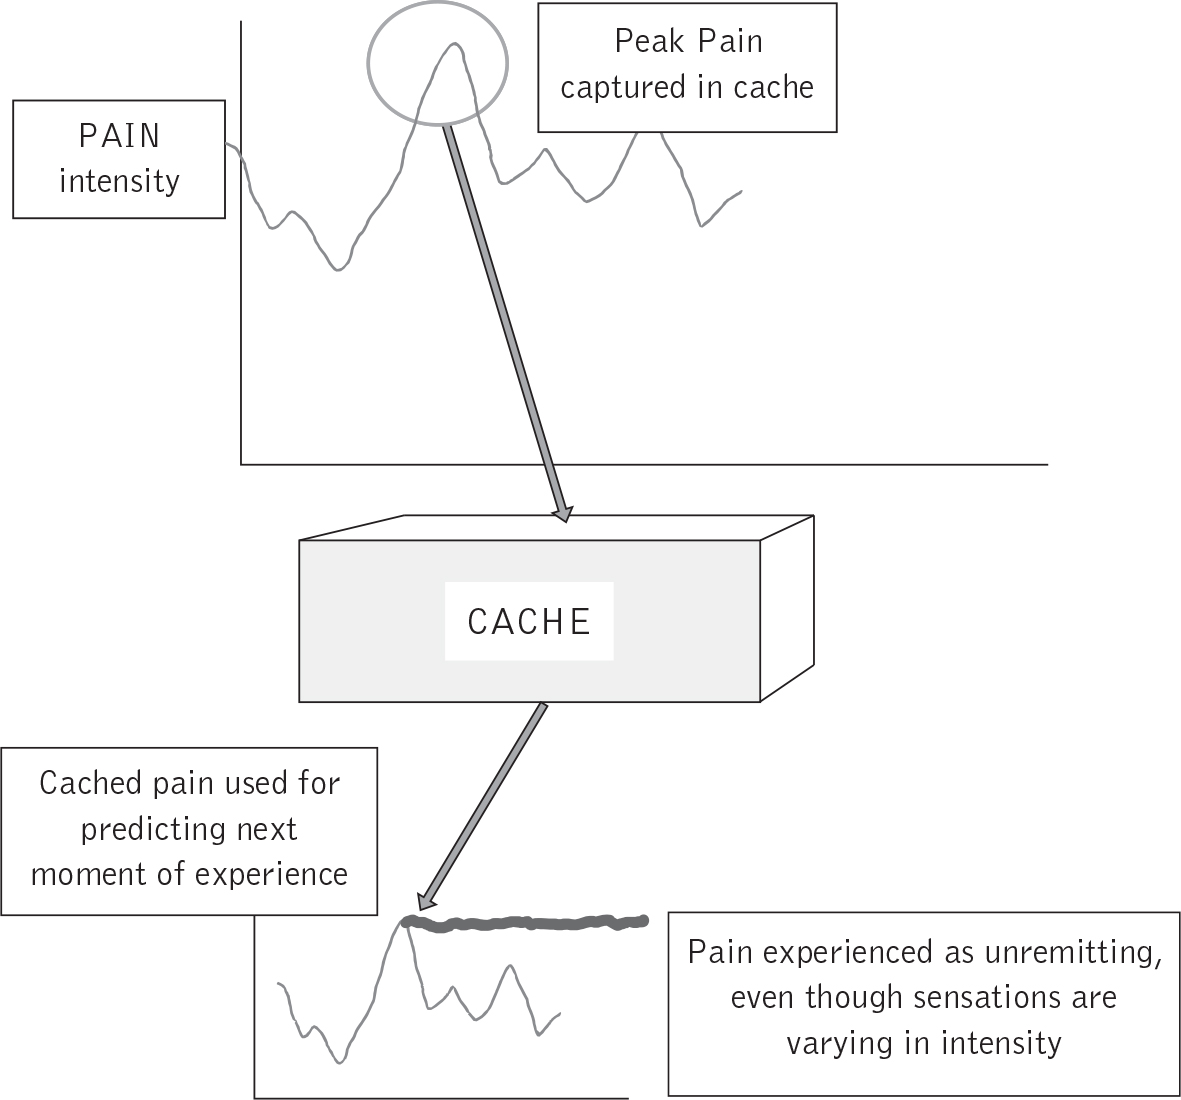 Peak Pain
captured in cache
PAIN
intensity
CACHE
Cached pain used for
predicting next
moment of experience
Pain experienced as unremitting,
even though sensations are
varying in intensity